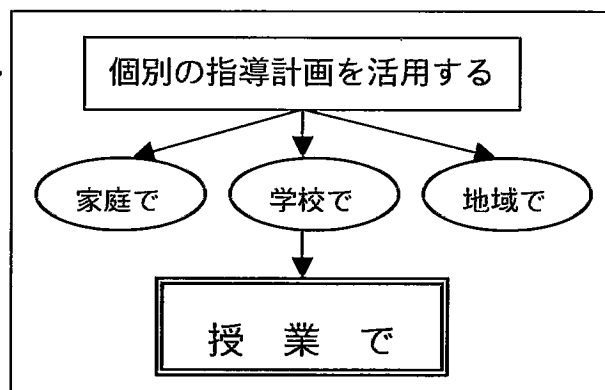 個別の指導計画を活用する
家庭で
学校で
地域で
授 業 で